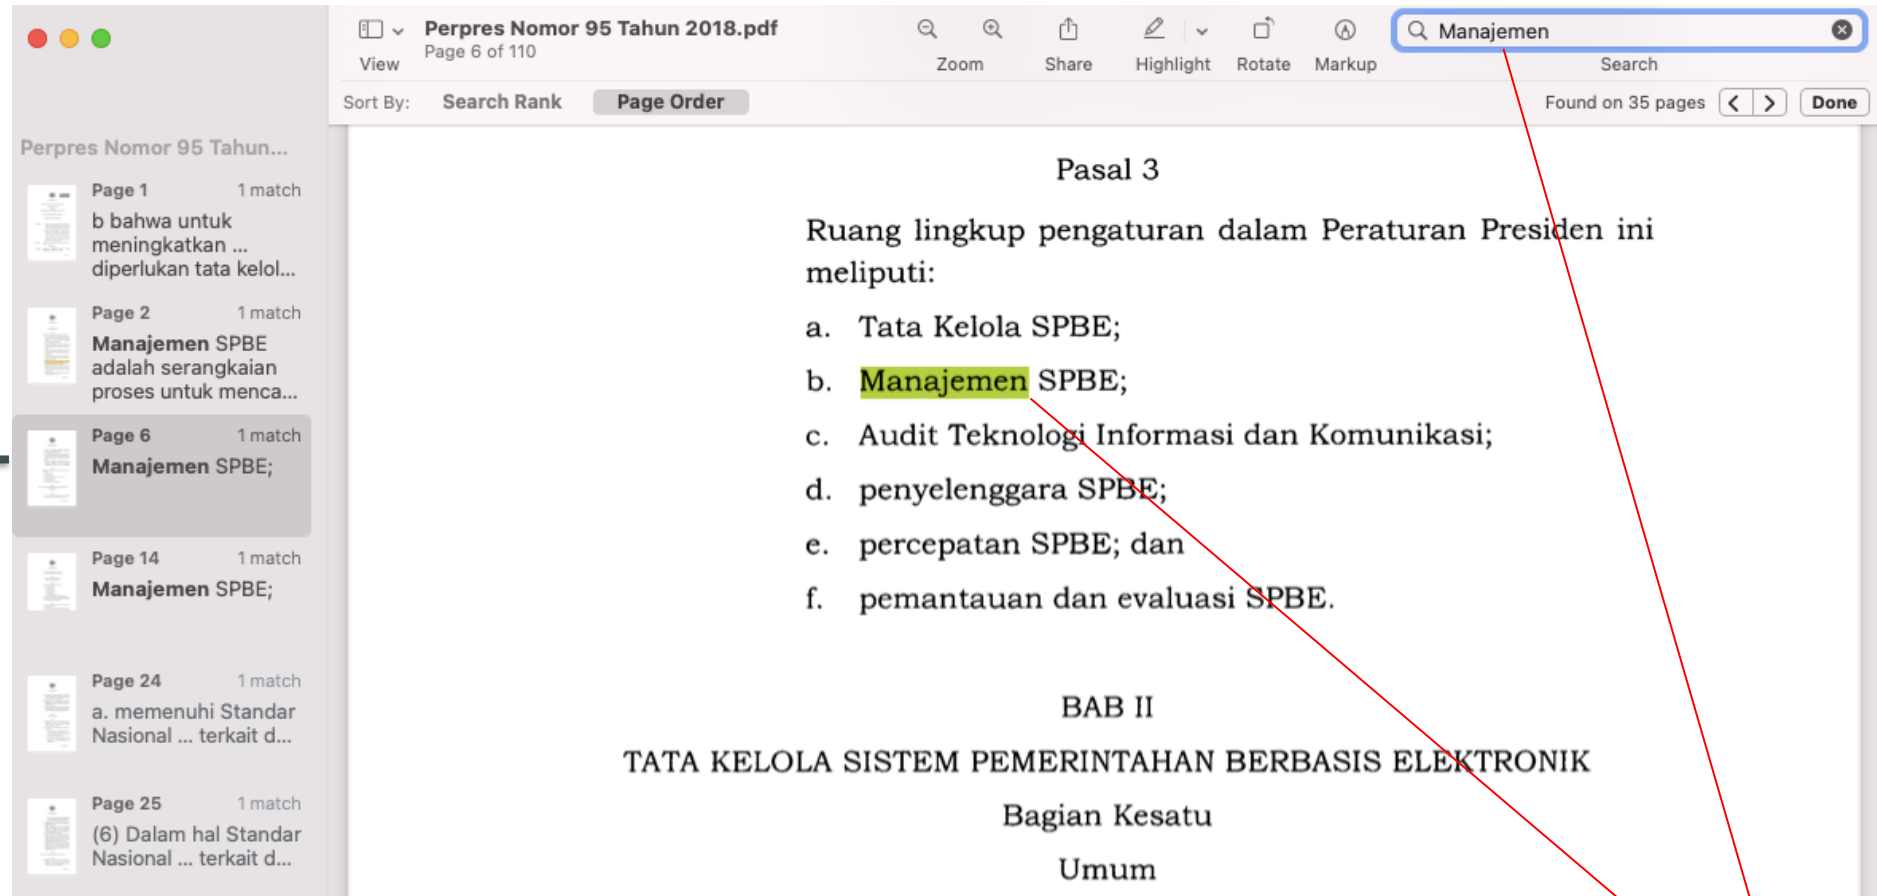 Perpres Nomor 95 Tahun 2018.pdf
Page 6 of 110
View
Zoom
Share
Highlight
Rotate
Markup
Manajemen
Search
Sort By:
Search Rank
Page Order
Found on 35 pages
Done
Perpres Nomor 95 Tahun...
Page 1 1 match
b bahwa untuk
meningkatkan ...
diperlukan tata kelol...
Page 2 1 match
Manajemen SPBE
adalah serangkaian
proses untuk menca...
Page 6 1 match
Manajemen SPBE;
Page 14 1 match
Manajemen SPBE;
Page 24 1 match
a. memenuhi Standar
Nasional ... terkait d...
Page 25 1 match
(6) Dalam hal Standar
Nasional ... terkait d...
Pasal 3
Ruang lingkup pengaturan dalam Peraturan Presiden ini
meliputi:
a. Tata Kelola SPBE;
b. Manajemen SPBE;
c. Audit Teknologi Informasi dan Komunikasi;
d. penyelenggara SPBE;
e. percepatan SPBE; dan
f. pemantauan dan evaluasi SPBE.
BAB II
TATA KELOLA SISTEM PEMERINTAHAN BERBASIS ELEKTRONIK
Bagian Kesatu
Umum